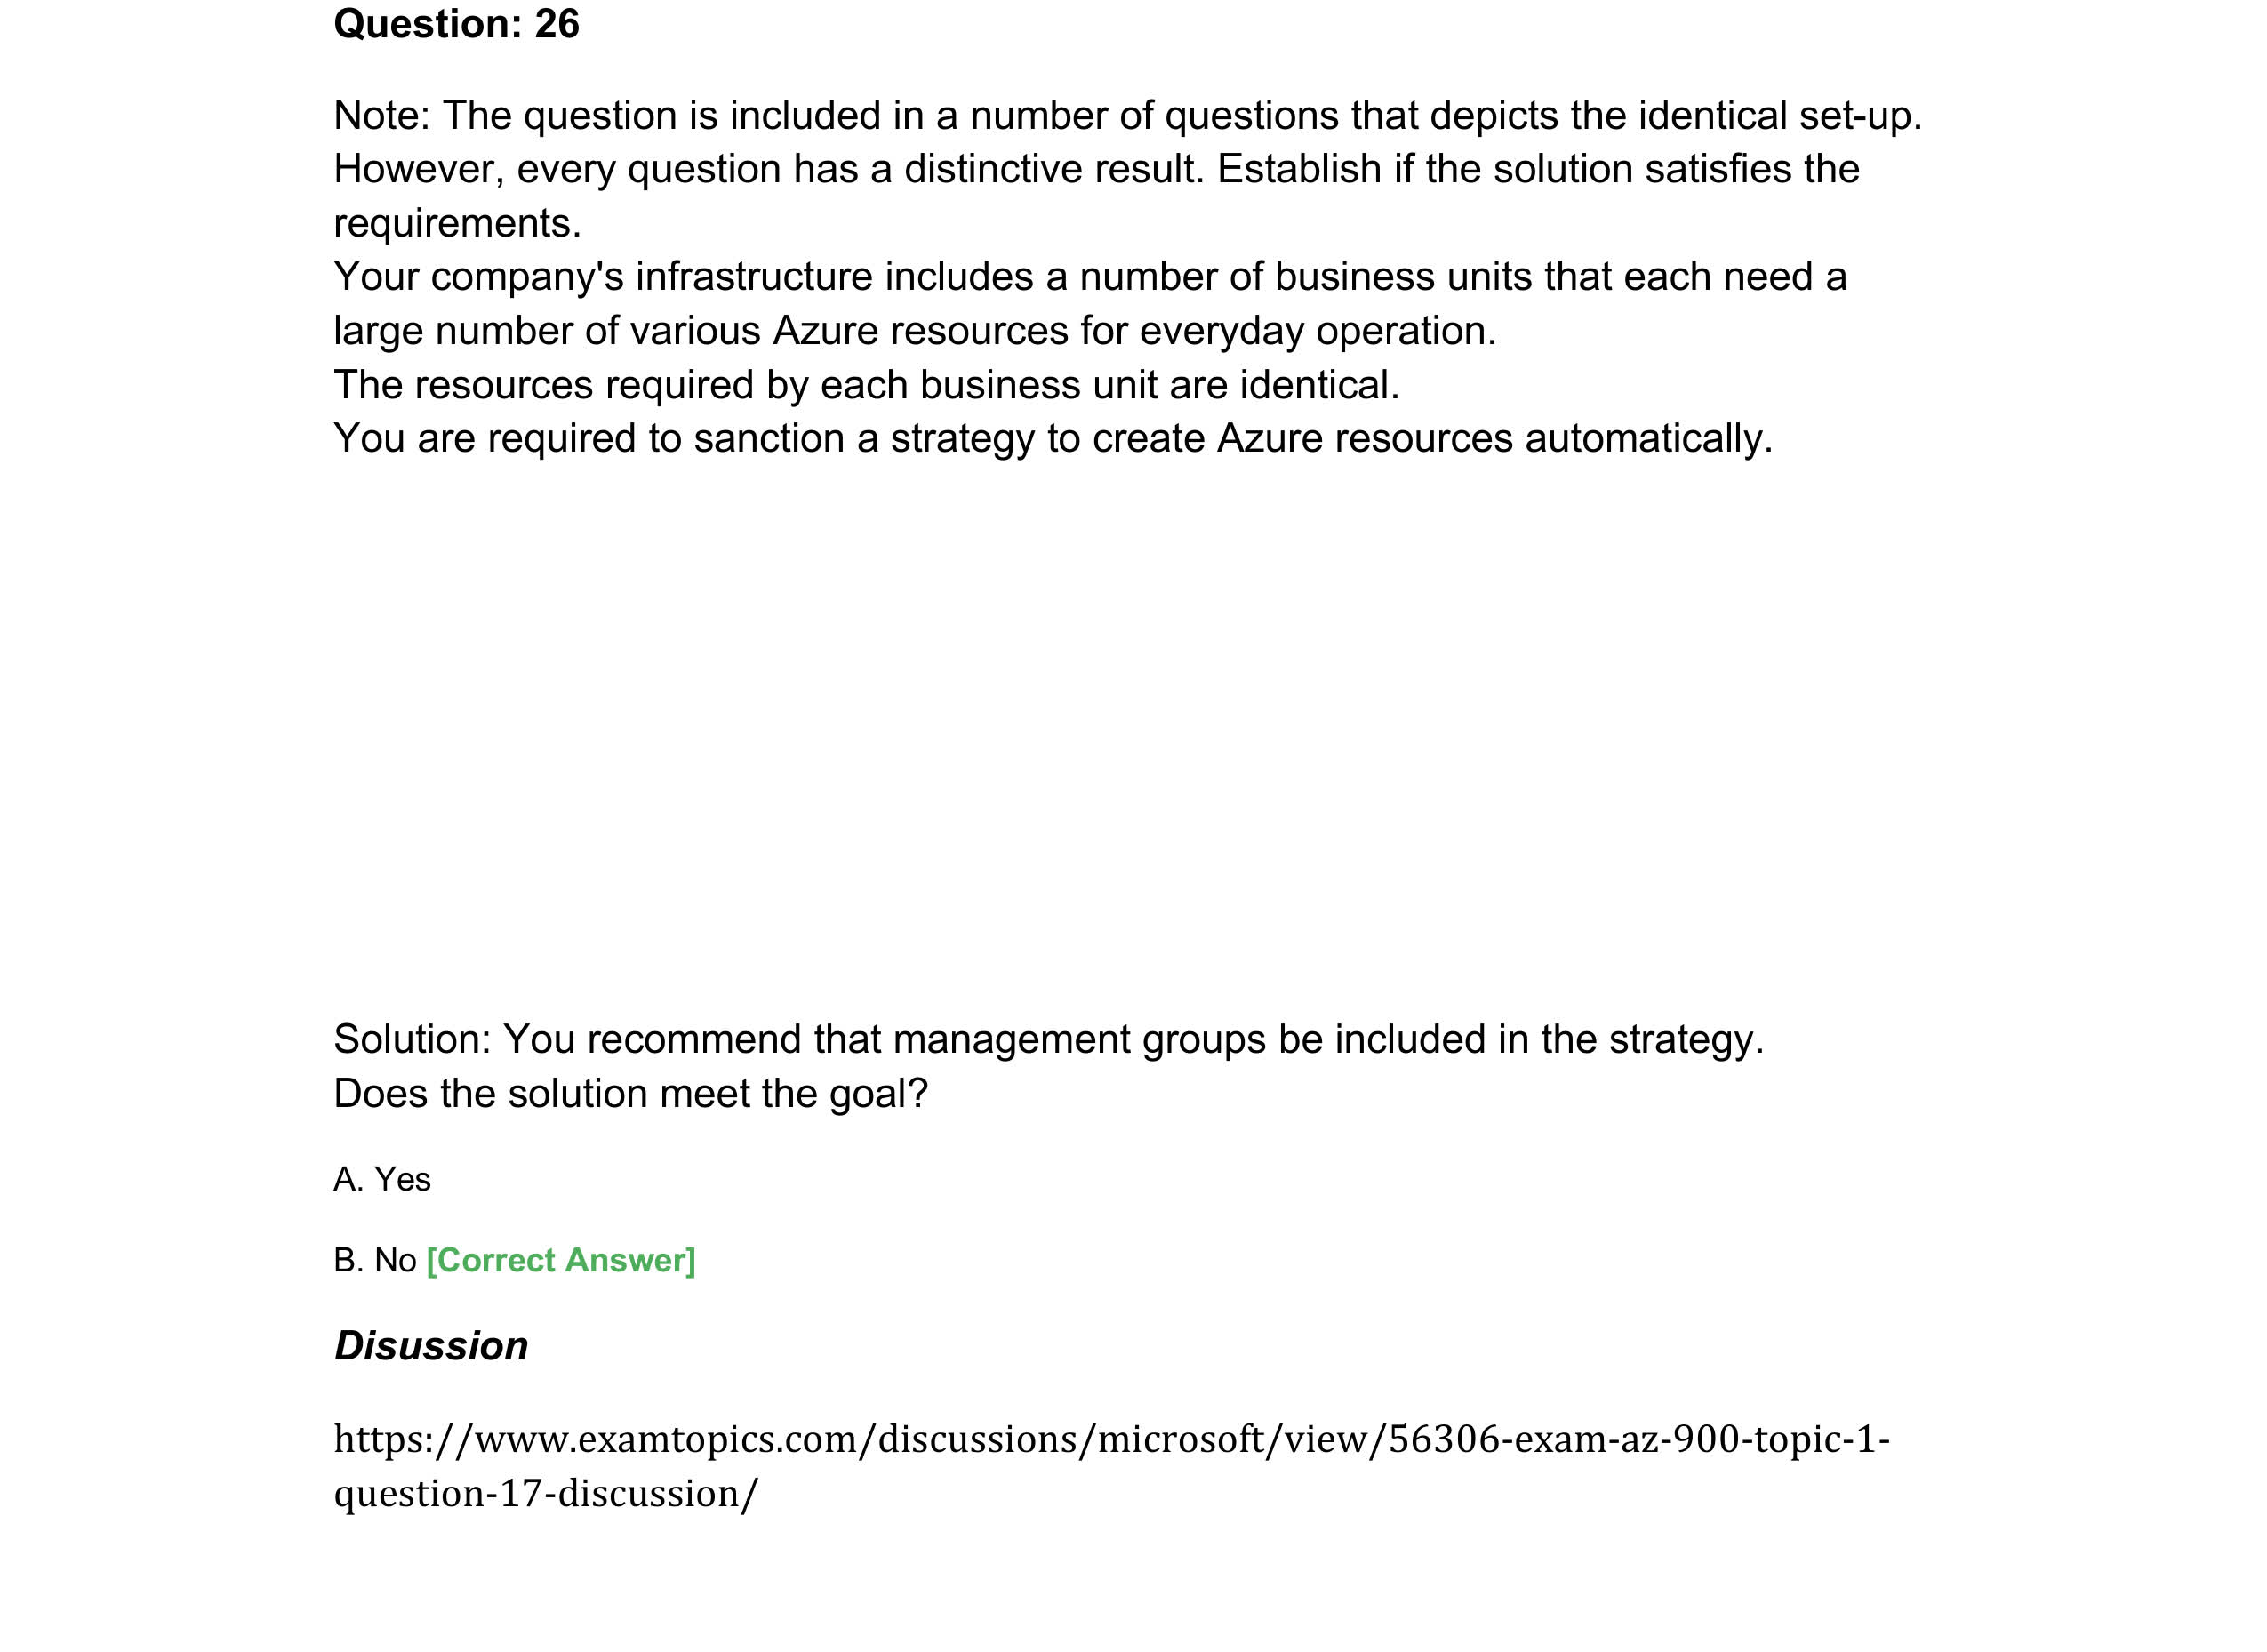 Question: 26
Note: The question is included in a number of questions that depicts the identical set-up.
However, every question has a distinctive result. Establish if the solution satisfies the
requirements.
Your company's infrastructure includes a number of business units that each need a
large number of various Azure resources for everyday operation.
The resources required by each business unit are identical.
You are required to sanction a strategy to create Azure resources automatically.
Solution: You recommend that management groups be included in the strategy.
Does the solution meet the goal?
A. Yes
B. No [Correct Answer]
Disussion
https://www.examtopics.com/discussions/microsoft/view/56306-exam-az-900-topic-1-
question-17-discussion/